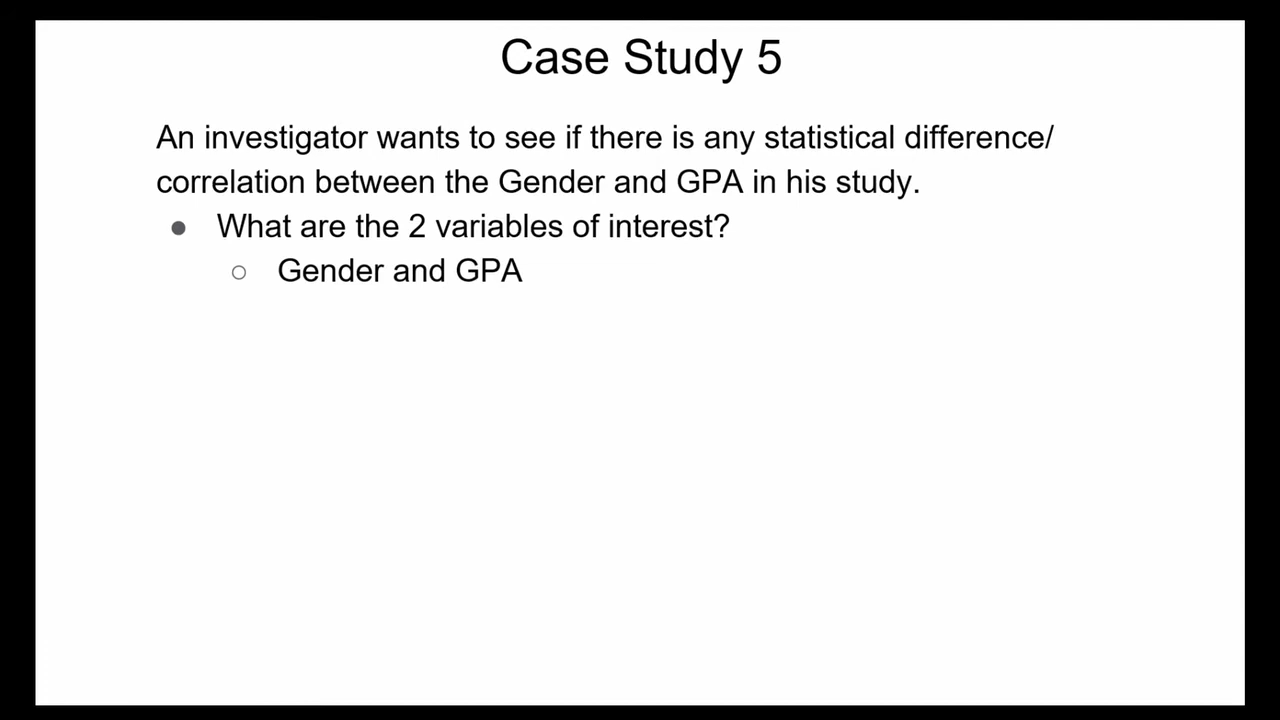 Case Study 5
An investigator wants to see if there is any statistical difference/
correlation between the Gender and GPA in his study.
● What are the 2 variables of interest?
○ Gender and GPA